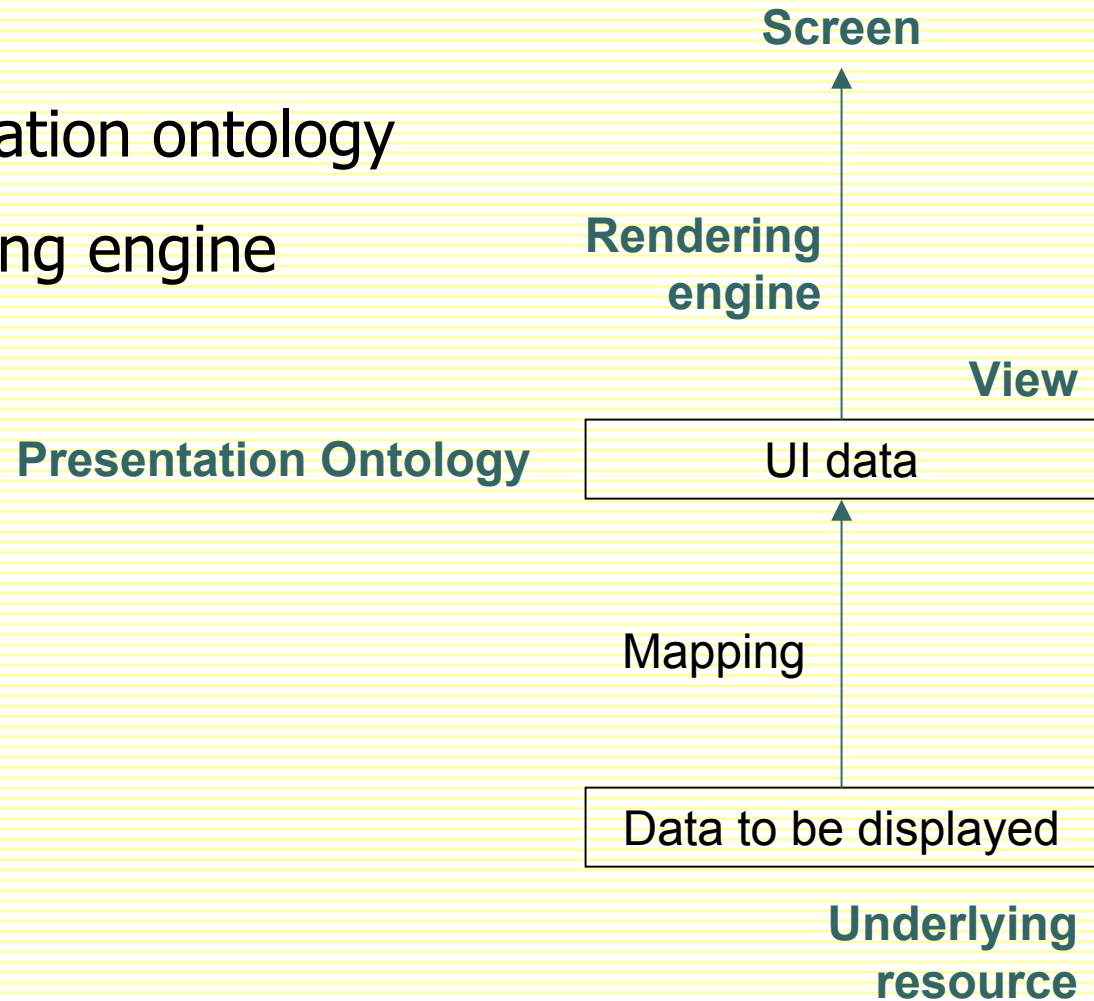 Screen
ation ontology
ng engine
Rendering
engine
View
Presentation Ontology
UI data
Mapping
Data to be displayed
Underlying
resource